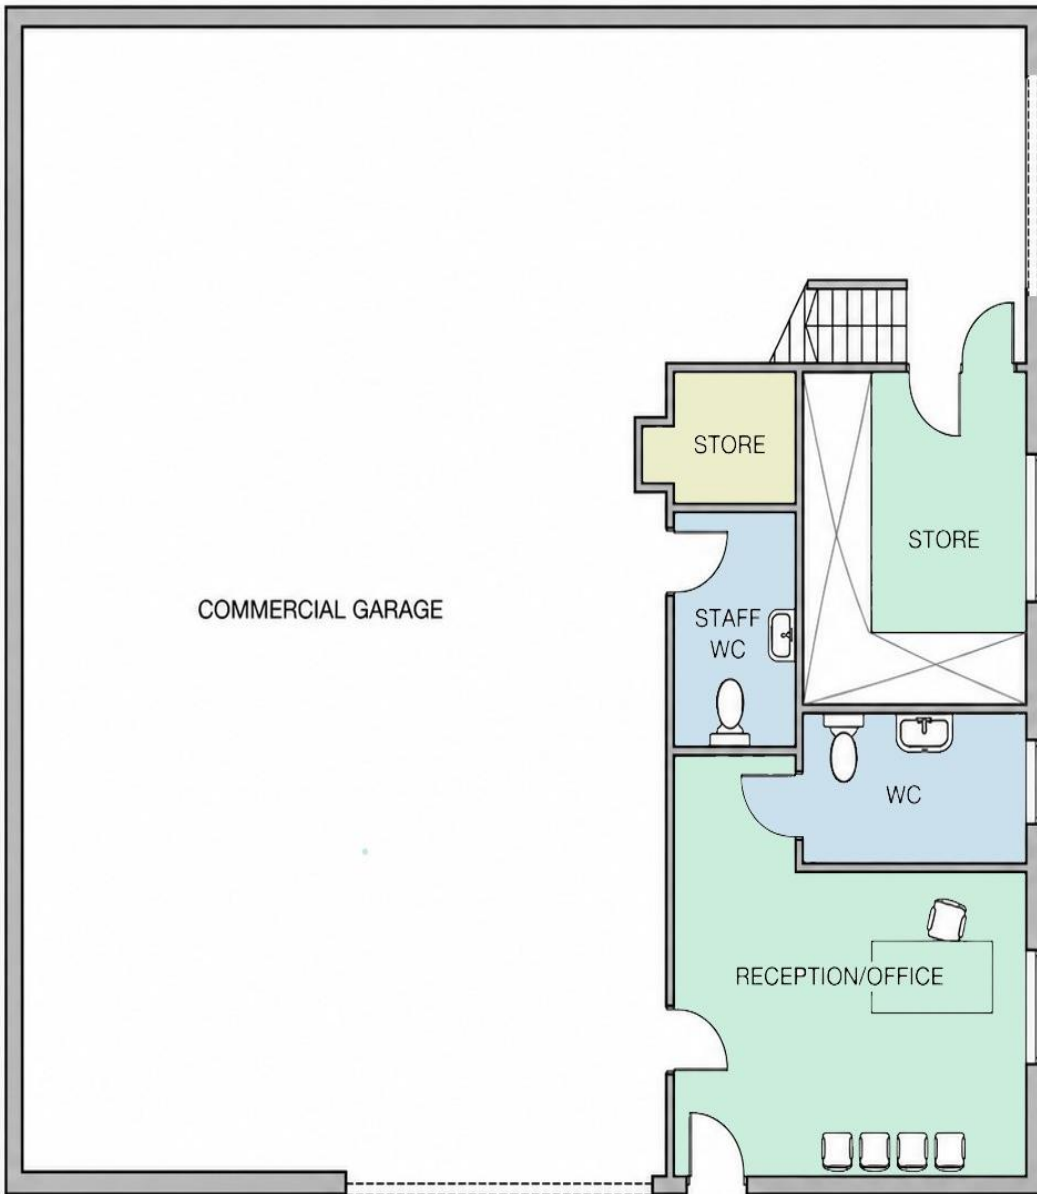 STORE
STORE
COMMERCIAL GARAGE
STAFF
WC
WC
RECEPTION/OFFICE